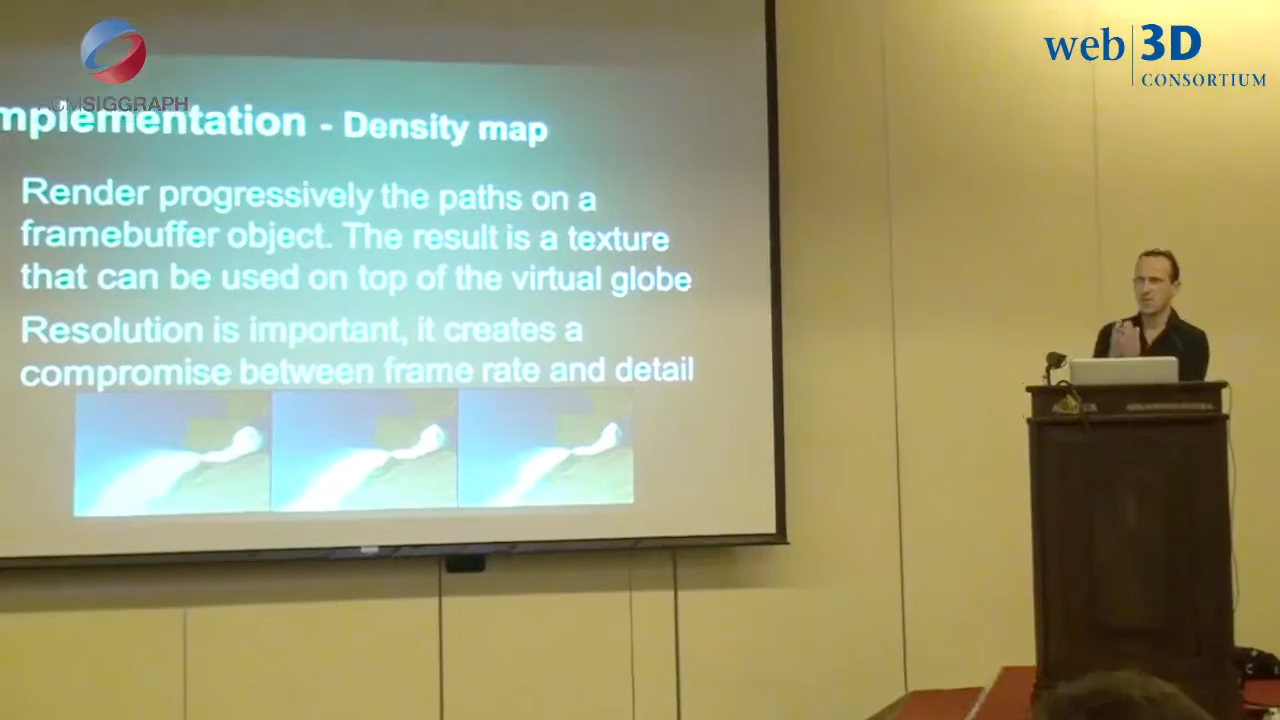 ACMSIGGRAPH
web 3D
CONSORTIUM
mplementation - Density map
Render progressively the paths on a
framebuffer object. The result is a texture
that can be used on top of the virtual globe
Resolution is important, it creates a
compromise between frame rate and detail